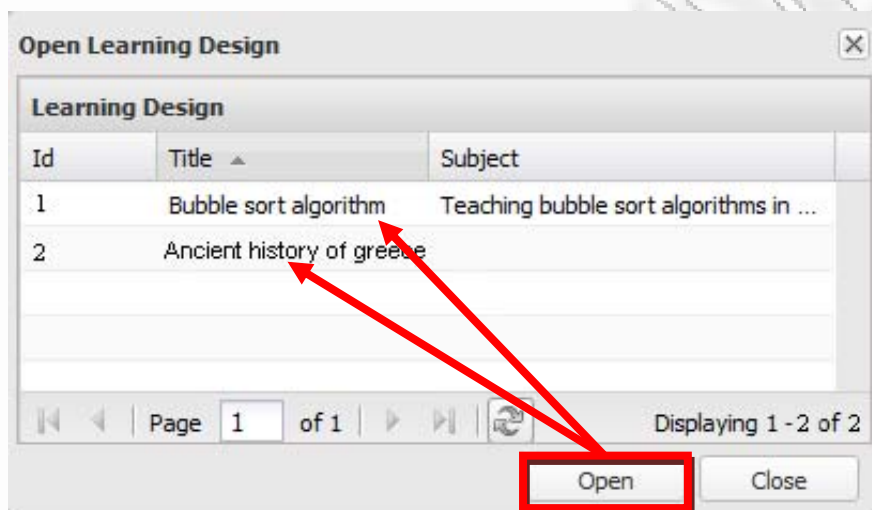 Open Learning Design
Learning Design
Id Title Subject
1 Bubble sort algorithm Teaching bubble sort algorithms in ...
2 Ancient history of greece
Page 1 of 1 Displaying 1 - 2 of 2
Open Close